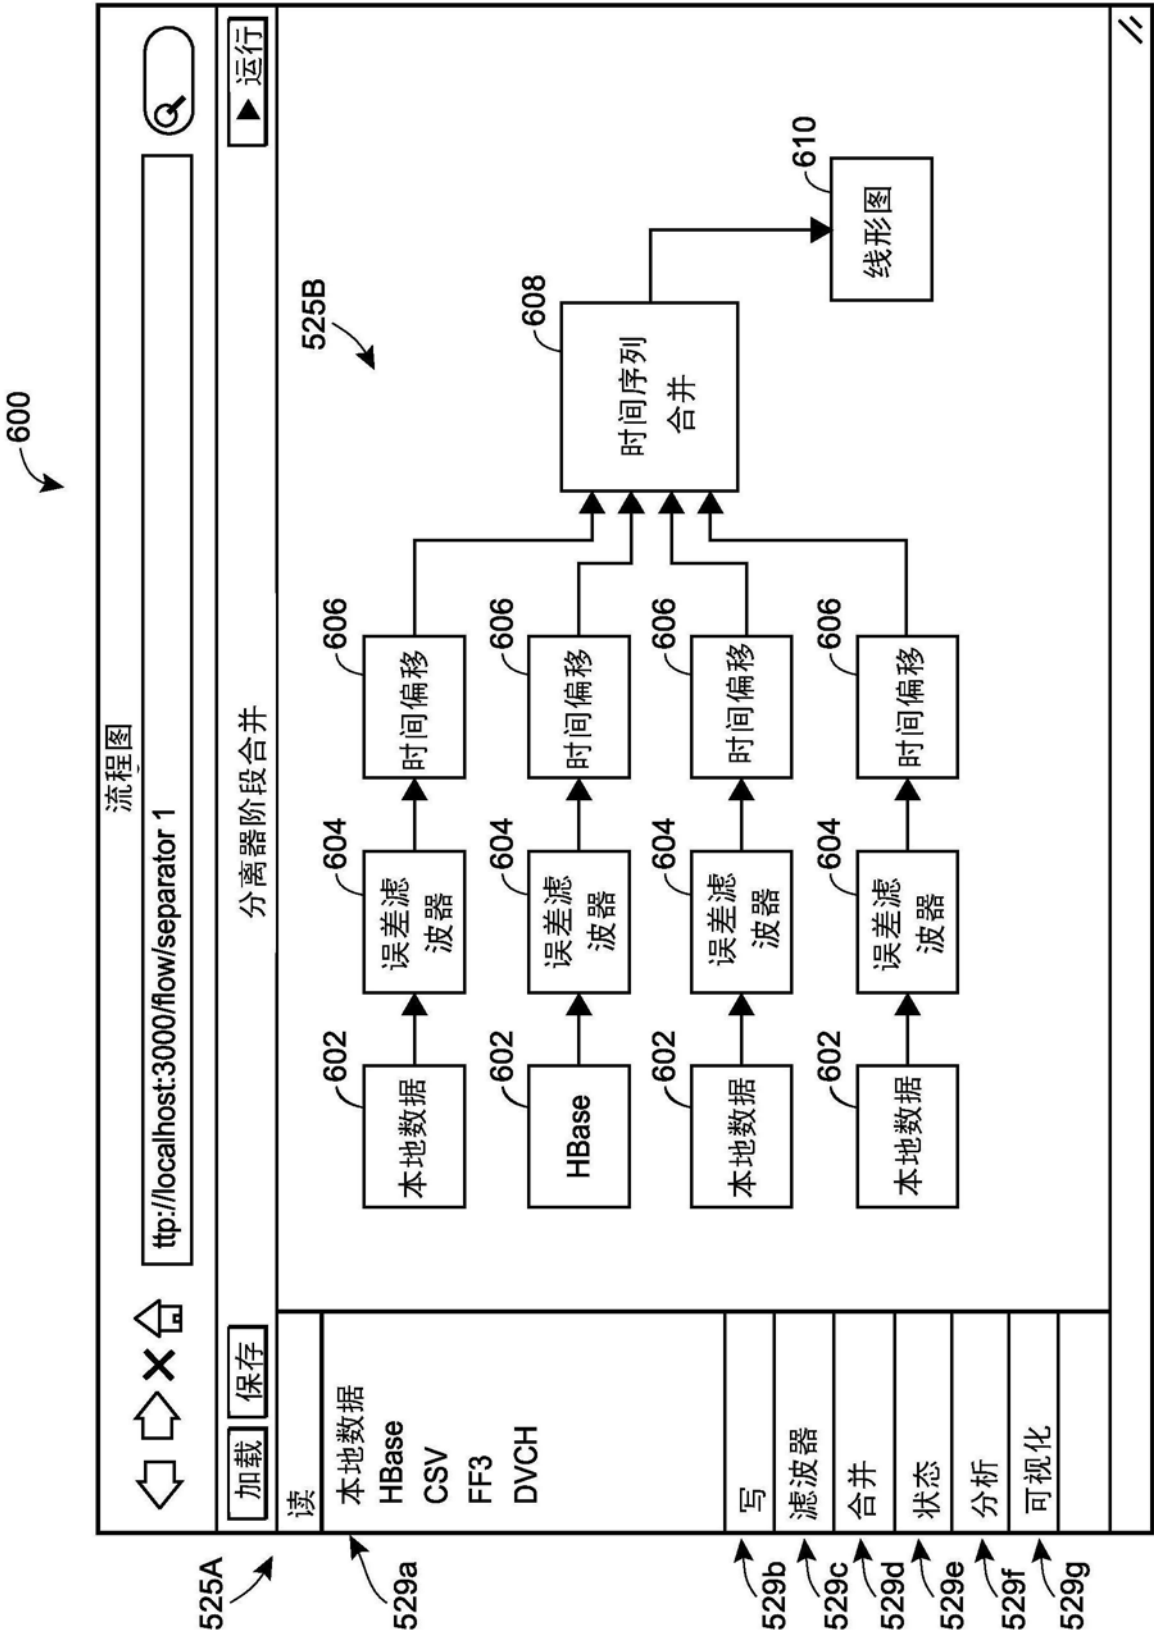 600
流程图
ttp://localhost:3000/flow/separator 1
加载
保存
分离器阶段合并
运行
525A
读
529a
本地数据
HBase
CSV
FF3
DVCH
529b
写
529c
滤波器
529d
合并
529e
状态
529f
分析
529g
可视化
525B
602
本地数据
604
误差滤
波器
606
时间偏移
602
HBase
604
误差滤
波器
606
时间偏移
602
本地数据
604
误差滤
波器
606
时间偏移
602
本地数据
604
误差滤
波器
606
时间偏移
608
时间序列
合并
610
线形图